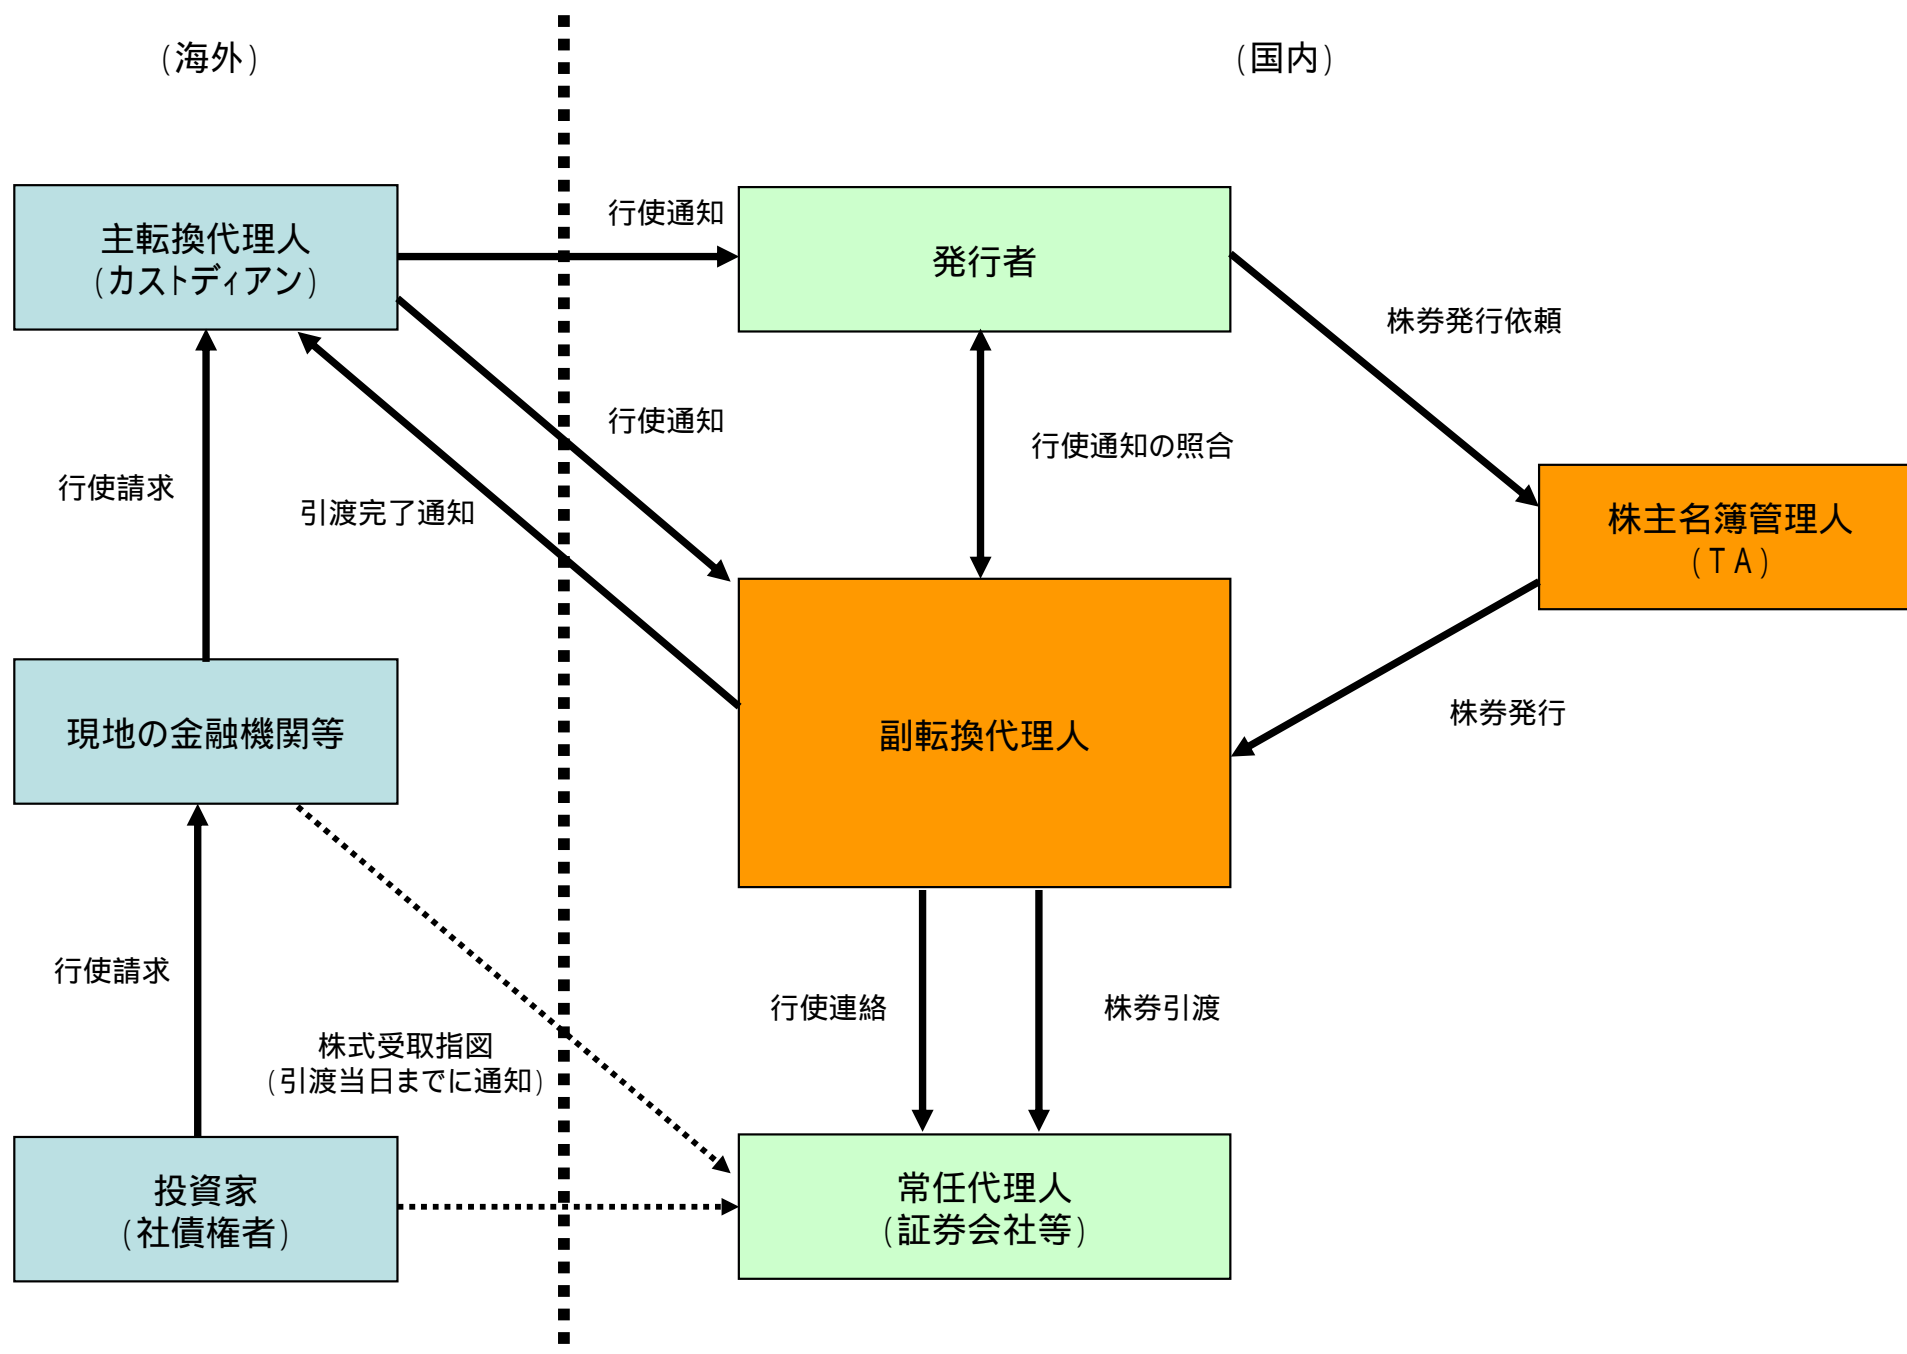 (海外)
(国内)
主転換代理人
(カストディアン)
行使通知
発行者
株券発行依頼
行使通知
行使通知の照合
行使請求
引渡完了通知
株主名簿管理人
(TA)
現地の金融機関等
副転換代理人
株券発行
行使請求
行使連絡
株券引渡
株式受取指図
(引渡当日までに通知)
投資家
(社債権者)
常任代理人
(証券会社等)